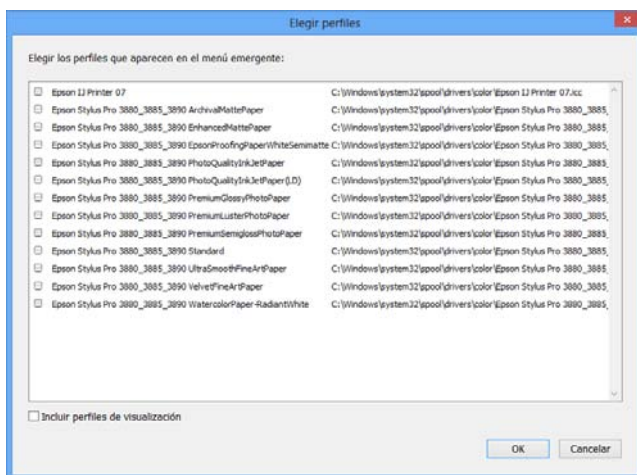 Elegir perfiles
Elegir los perfiles que aparecen en el menú emergente:
Epson IJ Printer 07 C:\Windows\system32\spool\drivers\color\Epson IJ Printer 07.icc
Epson Stylus Pro 3880_3885_3890 ArchivalMattePaper C:\Windows\system32\spool\drivers\color\Epson Stylus Pro 3880_3885_
Epson Stylus Pro 3880_3885_3890 EnhancedMattePaper C:\Windows\system32\spool\drivers\color\Epson Stylus Pro 3880_3885_
Epson Stylus Pro 3880_3885_3890 EpsonProofingPaperWhiteSemimatte C:\Windows\system32\spool\drivers\color\Epson Stylus Pro 3880_3885_
Epson Stylus Pro 3880_3885_3890 PhotoQualityInkJetPaper C:\Windows\system32\spool\drivers\color\Epson Stylus Pro 3880_3885_
Epson Stylus Pro 3880_3885_3890 PhotoQualityInkJetPaper(LD) C:\Windows\system32\spool\drivers\color\Epson Stylus Pro 3880_3885_
Epson Stylus Pro 3880_3885_3890 PremiumGlossyPhotoPaper C:\Windows\system32\spool\drivers\color\Epson Stylus Pro 3880_3885_
Epson Stylus Pro 3880_3885_3890 PremiumLusterPhotoPaper C:\Windows\system32\spool\drivers\color\Epson Stylus Pro 3880_3885_
Epson Stylus Pro 3880_3885_3890 PremiumSemiglossPhotoPaper C:\Windows\system32\spool\drivers\color\Epson Stylus Pro 3880_3885_
Epson Stylus Pro 3880_3885_3890 Standard C:\Windows\system32\spool\drivers\color\Epson Stylus Pro 3880_3885_
Epson Stylus Pro 3880_3885_3890 UltraSmoothFineArtPaper C:\Windows\system32\spool\drivers\color\Epson Stylus Pro 3880_3885_
Epson Stylus Pro 3880_3885_3890 VelvetFineArtPaper C:\Windows\system32\spool\drivers\color\Epson Stylus Pro 3880_3885_
Epson Stylus Pro 3880_3885_3890 WatercolorPaper-RadiantWhite C:\Windows\system32\spool\drivers\color\Epson Stylus Pro 3880_3885_
Incluir perfiles de visualización
OK Cancelar